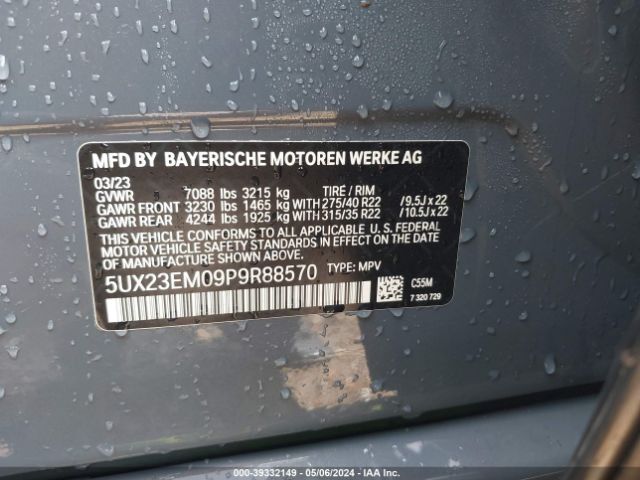 MFD BY BAYERISCHE MOTOREN WERKE AG
03/23
GVWR 7088 lbs 3215 kg TIRE / RIM
GAWR FRONT 3230 lbs 1465 kg WITH 275/40 R22 / 9.5J x 22
GAWR REAR 4244 lbs 1925 kg WITH 315/35 R22 / 10.5J x 22
THIS VEHICLE CONFORMS TO ALL APPLICABLE U. S. FEDERAL
MOTOR VEHICLE SAFETY STANDARDS IN EFFECT ON THE DATE
OF MANUFACTURE SHOWN ABOVE.
5UX23EM09P9R88570 TYPE: MPV
C55M
7 320 729
000-39332149 - 05/06/2024 - IAA Inc.